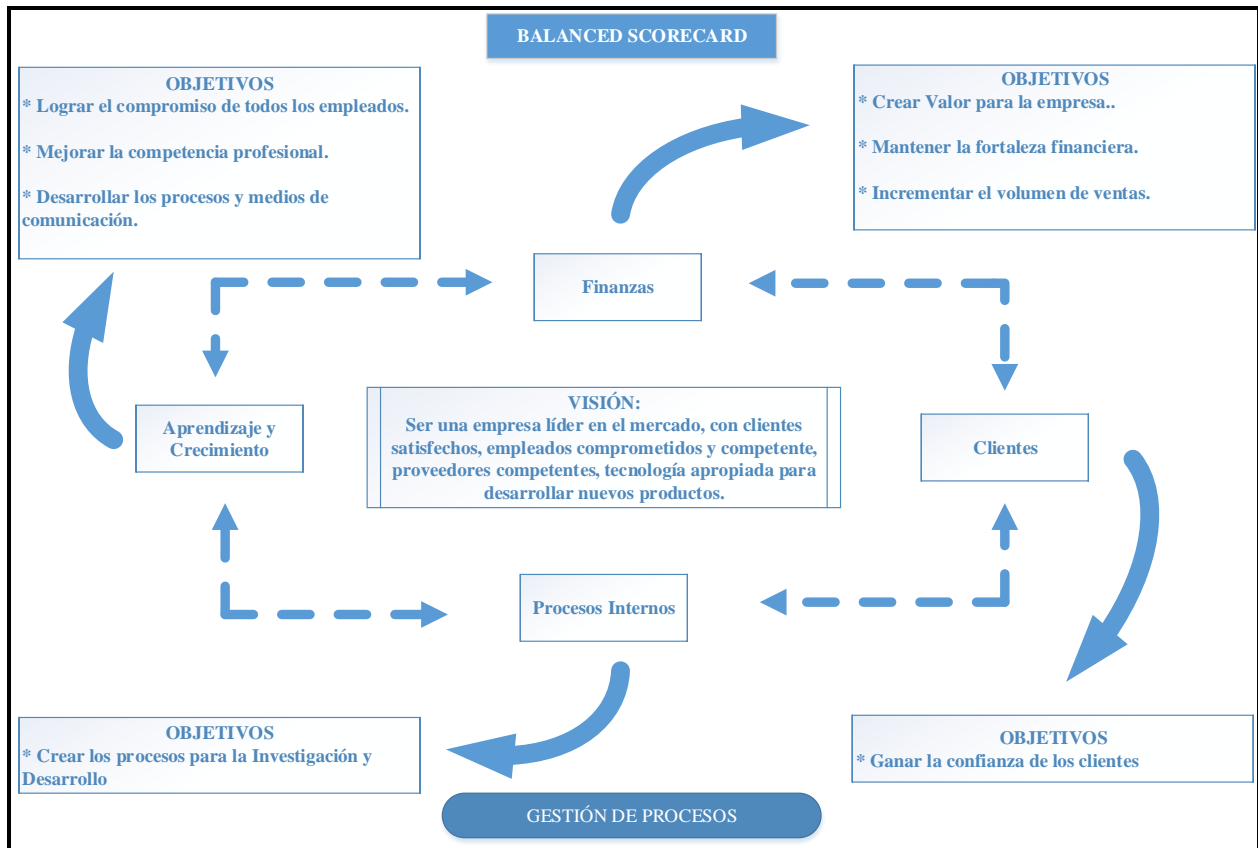 BALANCED SCORECARD
OBJETIVOS
* Lograr el compromiso de todos los empleados.
* Mejorar la competencia profesional.
* Desarrollar los procesos y medios de
comunicación.
OBJETIVOS
* Crear Valor para la empresa..
* Mantener la fortaleza financiera.
* Incrementar el volumen de ventas.
Finanzas
Aprendizaje y
Crecimiento
VISIÓN:
Ser una empresa líder en el mercado, con clientes
satisfechos, empleados comprometidos y competente,
proveedores competentes, tecnología apropiada para
desarrollar nuevos productos.
Clientes
Procesos Internos
OBJETIVOS
* Crear los procesos para la Investigación y
Desarrollo
OBJETIVOS
* Ganar la confianza de los clientes
GESTIÓN DE PROCESOS